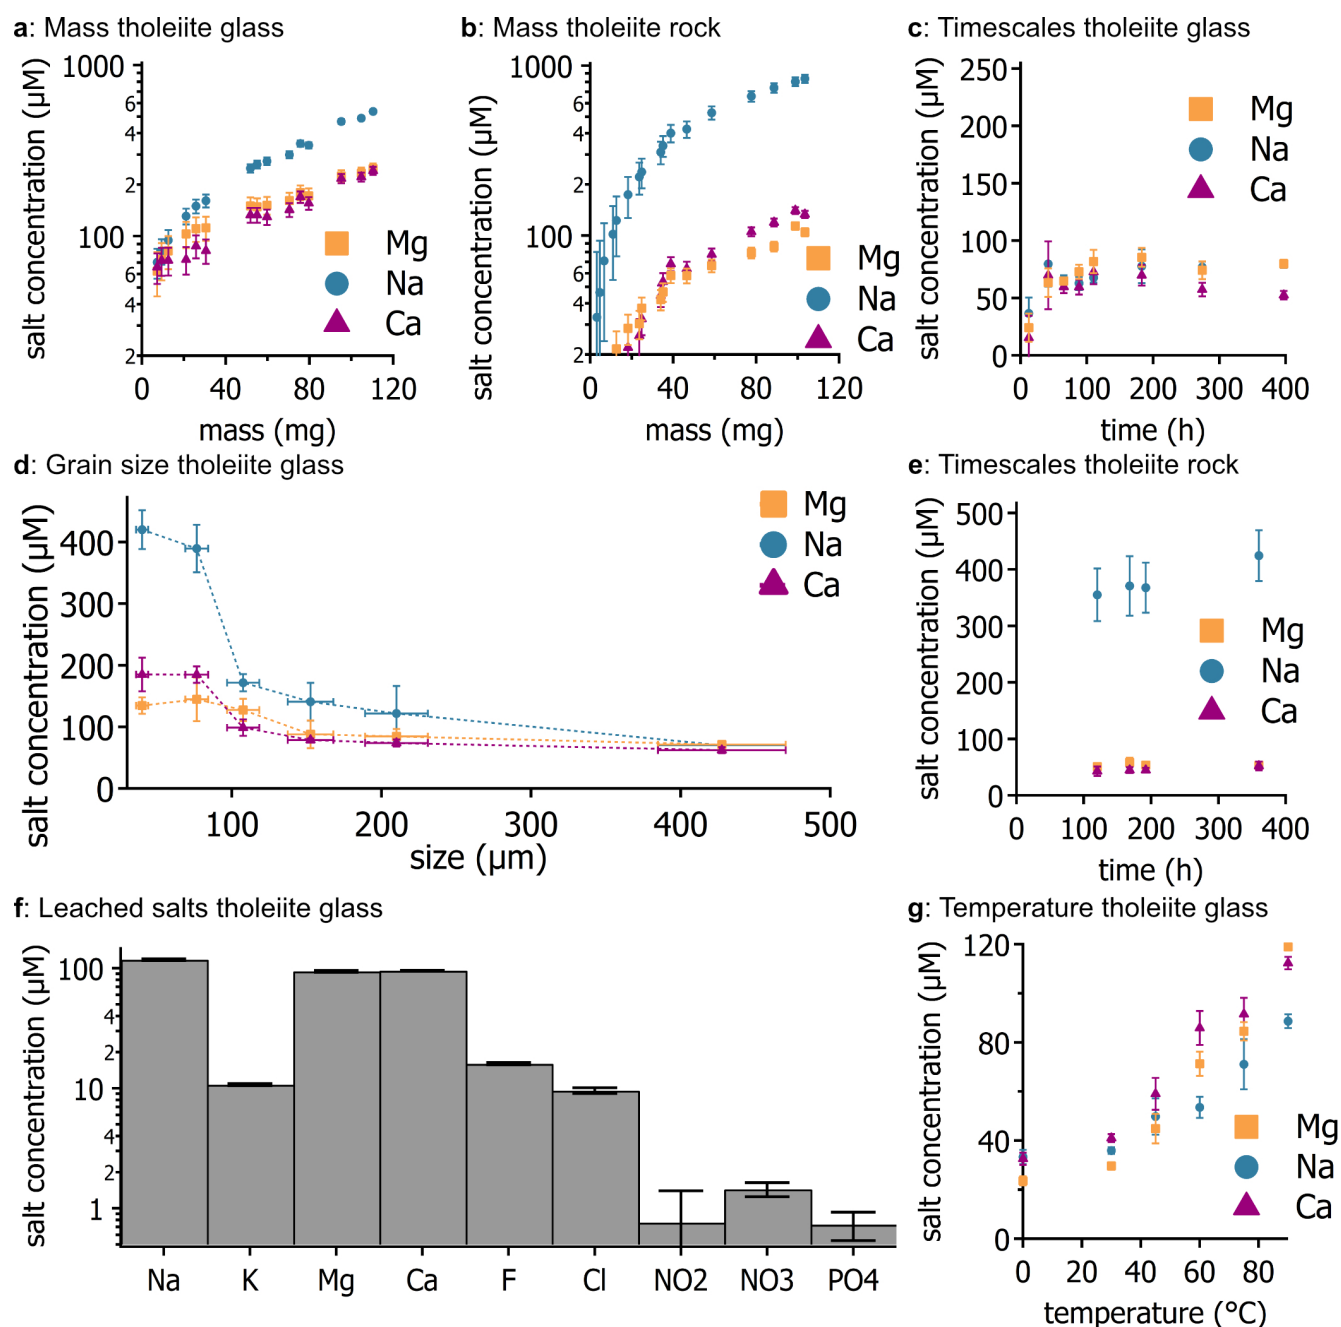 a: Mass tholeiite glass
salt concentration (µM)
1000
6
4
2
100
6
4
2
0
40
80
120
mass (mg)
Mg
Na
Ca
b: Mass tholeiite rock
salt concentration (µM)
1000
6
4
2
100
6
4
2
0
40
80
120
mass (mg)
Mg
Na
Ca
c: Timescales tholeiite glass
salt concentration (µM)
250
200
150
100
50
0
0
100
200
300
400
time (h)
Mg
Na
Ca
d: Grain size tholeiite glass
salt concentration (µM)
400
300
200
100
0
100
200
300
400
500
size (µm)
Mg
Na
Ca
e: Timescales tholeiite rock
salt concentration (µM)
500
400
300
200
100
0
0
100
200
300
400
time (h)
Mg
Na
Ca
f: Leached salts tholeiite glass
salt concentration (µM)
100
4
2
10
4
2
1
Na
K
Mg
Ca
F
Cl
NO2
NO3
PO4
g: Temperature tholeiite glass
salt concentration (µM)
120
80
40
0
0
20
40
60
80
temperature (°C)
Mg
Na
Ca